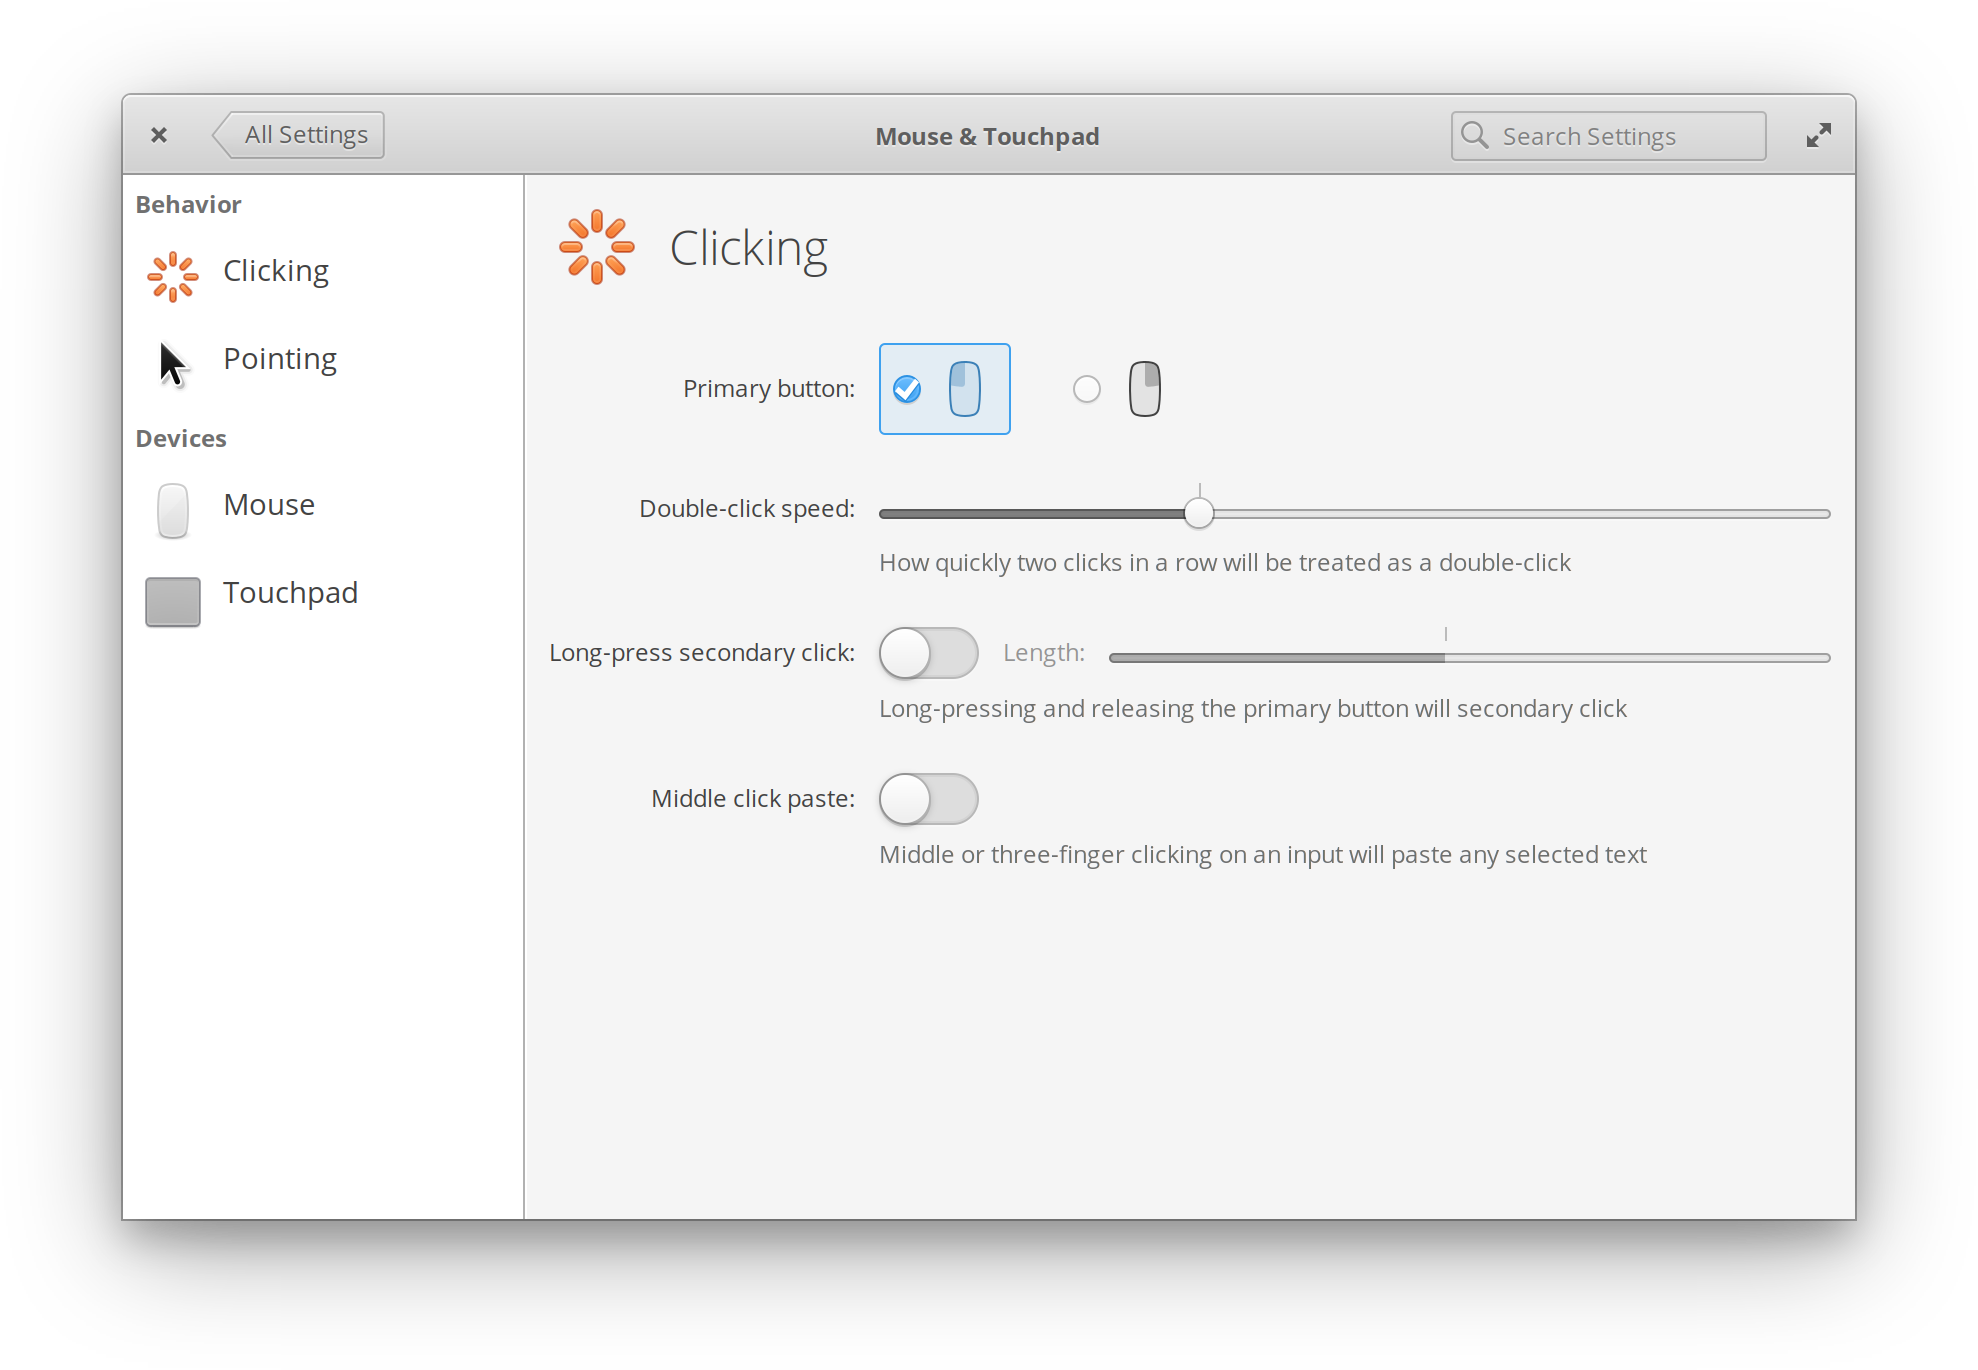 All Settings
Mouse & Touchpad
Search Settings
Behavior
Clicking
Pointing
Devices
Mouse
Touchpad
Clicking
Primary button:
Double-click speed:
How quickly two clicks in a row will be treated as a double-click
Long-press secondary click:
Length:
Long-pressing and releasing the primary button will secondary click
Middle click paste:
Middle or three-finger clicking on an input will paste any selected text